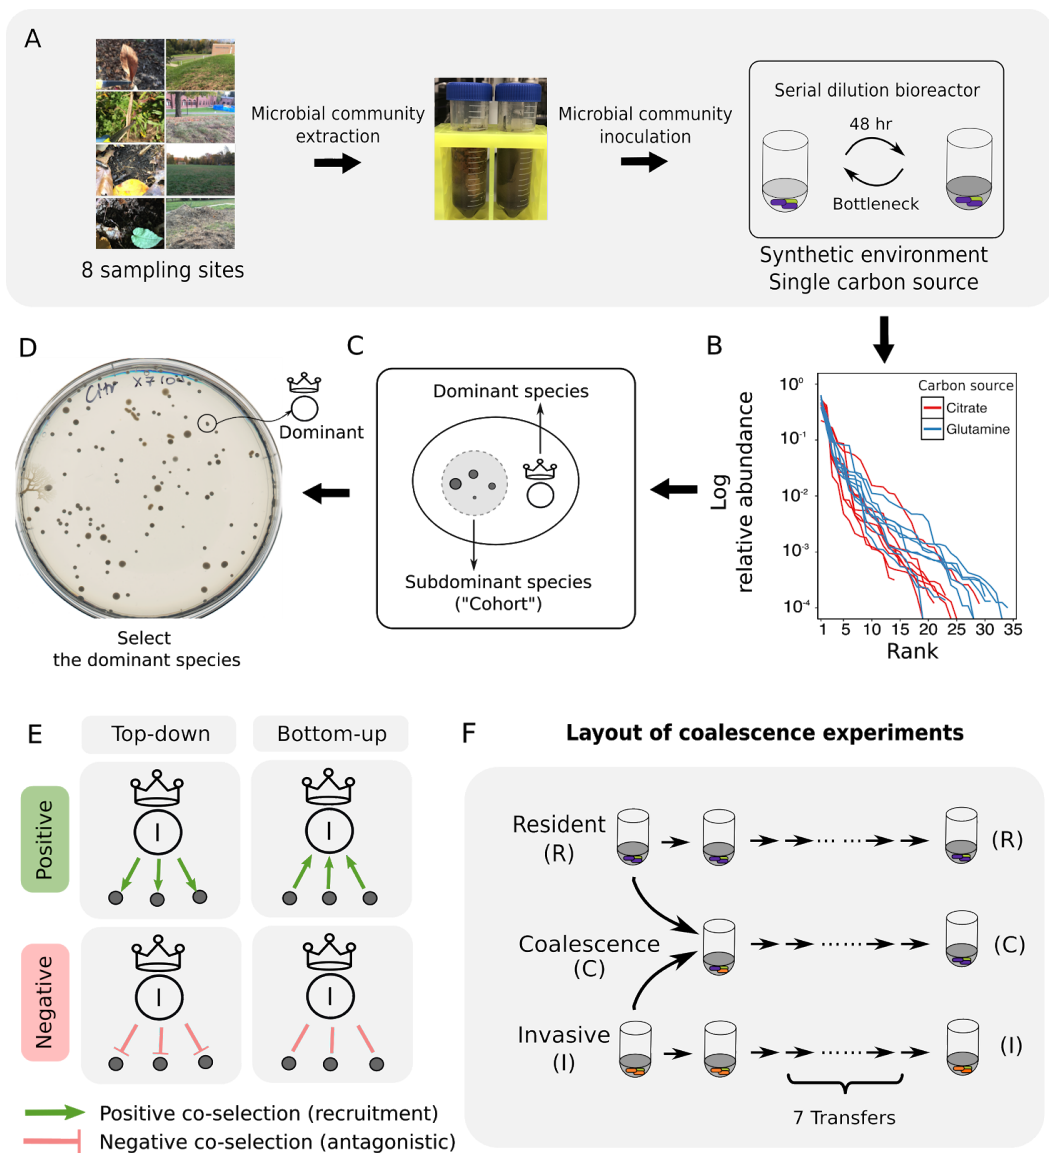 A
Microbial community
extraction
Microbial community
inoculation
Serial dilution bioreactor
48 hr
Bottleneck
8 sampling sites
Synthetic environment
Single carbon source
D
X7100
Dominant
Select
the dominant species
C
Dominant species
Subdominant species
("Cohort")
B
Log
relative abundance
10⁰
10⁻¹
10⁻²
10⁻³
10⁻⁴
Carbon source
Citrate
Glutamine
1 5 10 15 20 25 30 35
Rank
E
Top-down
Bottom-up
Positive
I
I
Negative
I
I
Positive co-selection (recruitment)
Negative co-selection (antagonistic)
F
Layout of coalescence experiments
Resident
(R)
(R)
Coalescence
(C)
(C)
Invasive
(I)
(I)
7 Transfers